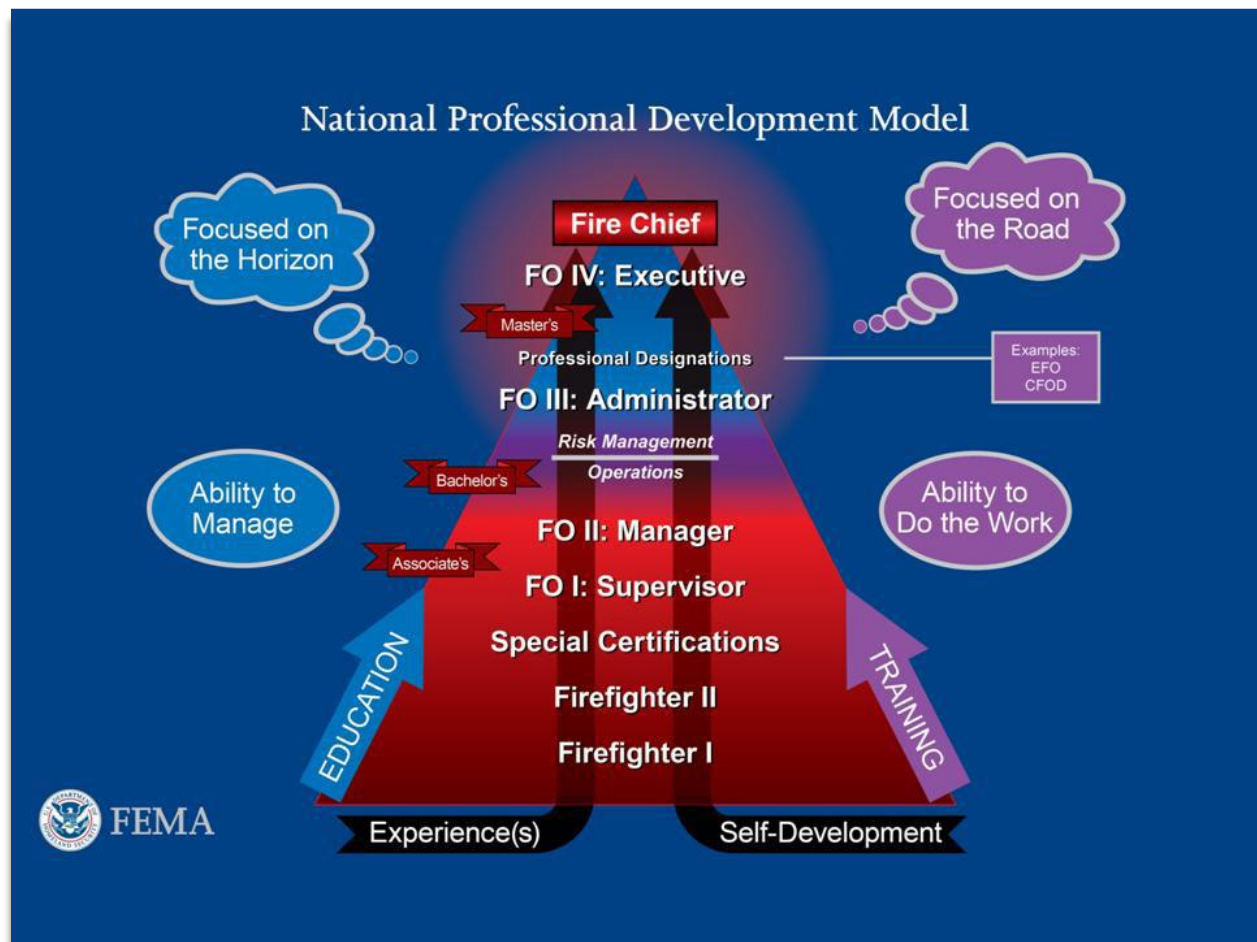 National Professional Development Model
Focused on
the Horizon
Focused on
the Road
Fire Chief
FO IV: Executive
Master's
Professional Designations
Examples:
EFO
CFOD
FO III: Administrator
Risk Management
Operations
Bachelor's
Ability to
Manage
Ability to
Do the Work
FO II: Manager
Associate's
FO I: Supervisor
Special Certifications
Firefighter II
Firefighter I
EDUCATION
TRAINING
FEMA
Experience(s)
Self-Development